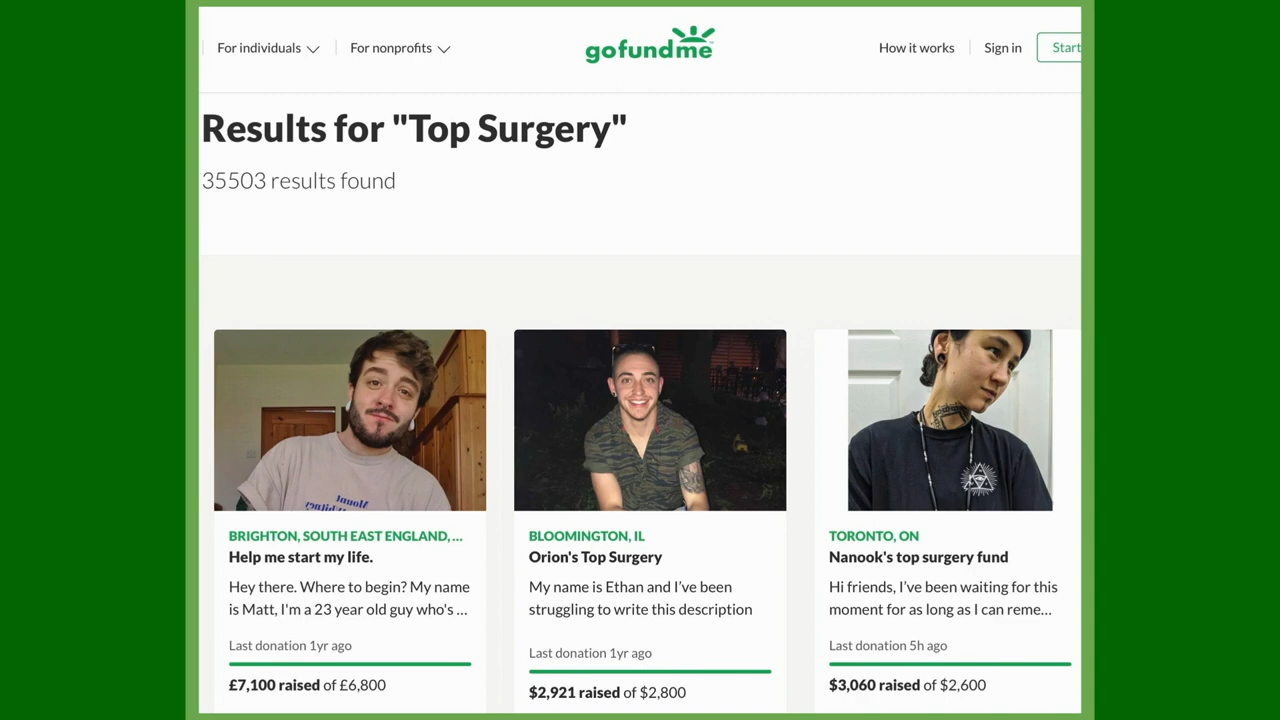 For individuals
For nonprofits
gofundme
How it works
Sign in
Start
Results for "Top Surgery"
35503 results found
BRIGHTON, SOUTH EAST ENGLAND, ...
Help me start my life.
Hey there. Where to begin? My name
is Matt, I'm a 23 year old guy who's ...
Last donation 1yr ago
£7,100 raised of £6,800
BLOOMINGTON, IL
Orion's Top Surgery
My name is Ethan and I've been
struggling to write this description
Last donation 1yr ago
$2,921 raised of $2,800
TORONTO, ON
Nanook's top surgery fund
Hi friends, I've been waiting for this
moment for as long as I can reme...
Last donation 5h ago
$3,060 raised of $2,600